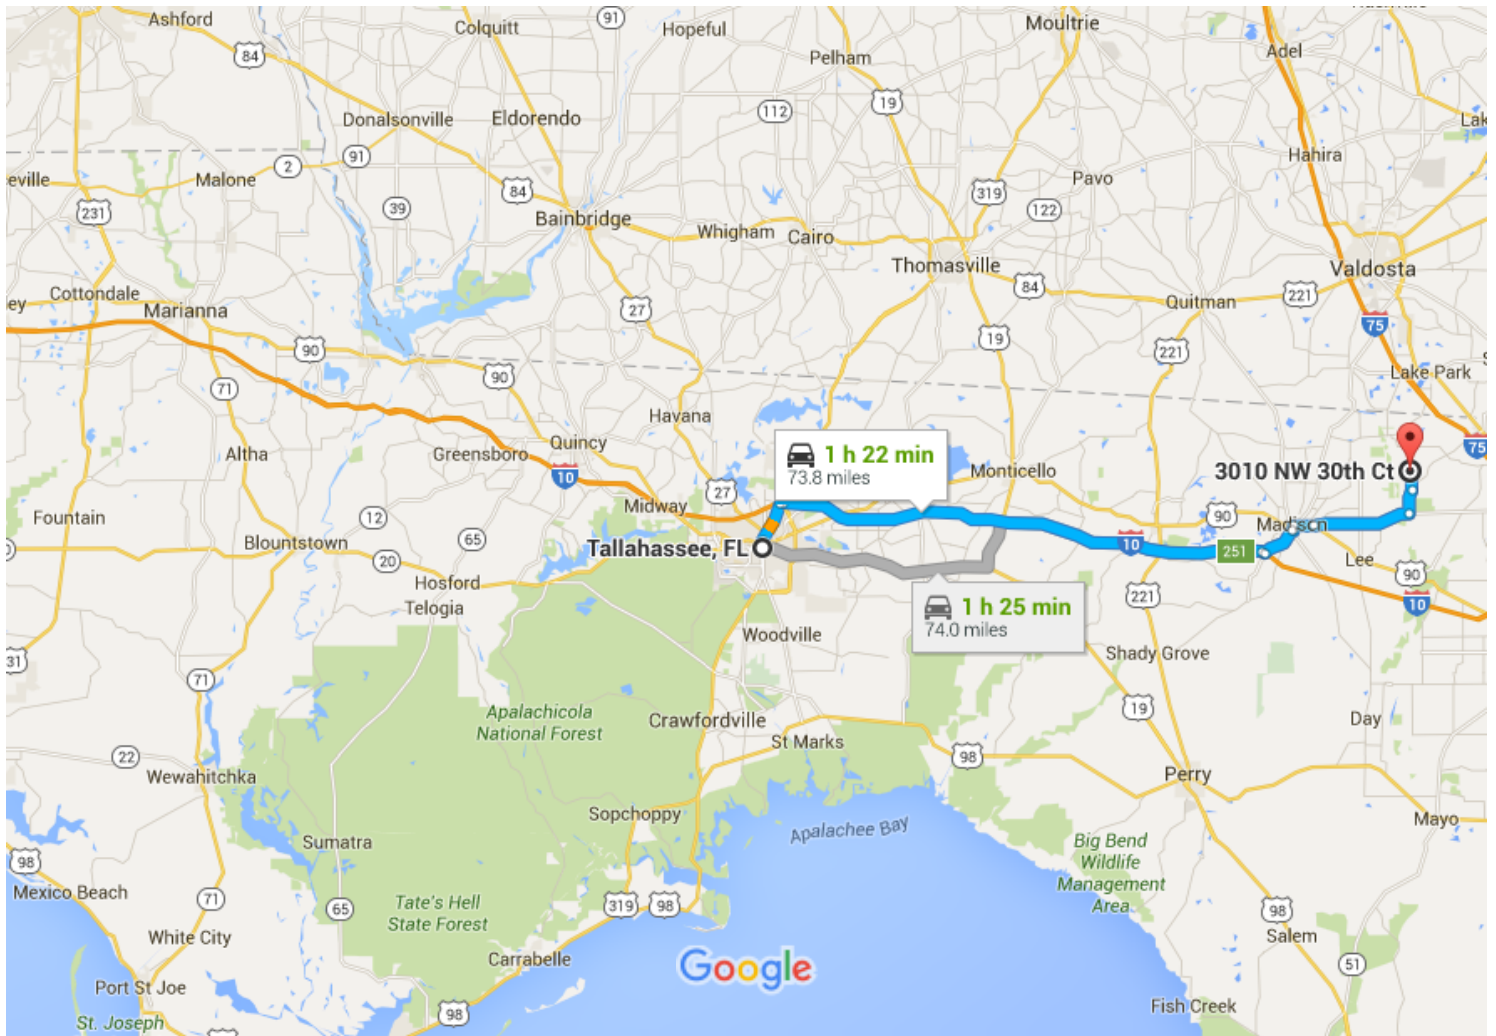 Ashford
Colquitt
91
Hopeful
Moultrie
84
Pelham
Adel
19
112
Donalsonville
Eldorendo
Lak
91
2
Hahira
eville
Malone
84
Pavo
319
231
39
122
Bainbridge
Whigham
Cairo
Thomasville
Valdosta
84
221
Cottondale
ey
Marianna
27
Quitman
75
90
19
221
Lake Park
71
90
Havana
1 h 22 min
73.8 miles
Quincy
75
Altha
Greensboro
10
Monticello
3010 NW 30th Ct
27
Fountain
Midway
12
90
Madison
Blountstown
65
Tallahassee, FL
10
251
20
Lee
Hosford
90
Telogia
1 h 25 min
74.0 miles
221
10
Woodville
31
Shady Grove
71
19
Apalachicola
National Forest
Crawfordville
Day
St Marks
22
98
Wewahitchka
Perry
Sopchoppy
Apalachee Bay
Mayo
Sumatra
Big Bend
Wildlife
Management
Area
98
Mexico Beach
71
65
Tate's Hell
State Forest
319
98
98
White City
Salem
Carrabelle
Google
51
Port St Joe
98
Fish Creek
St. Joseph